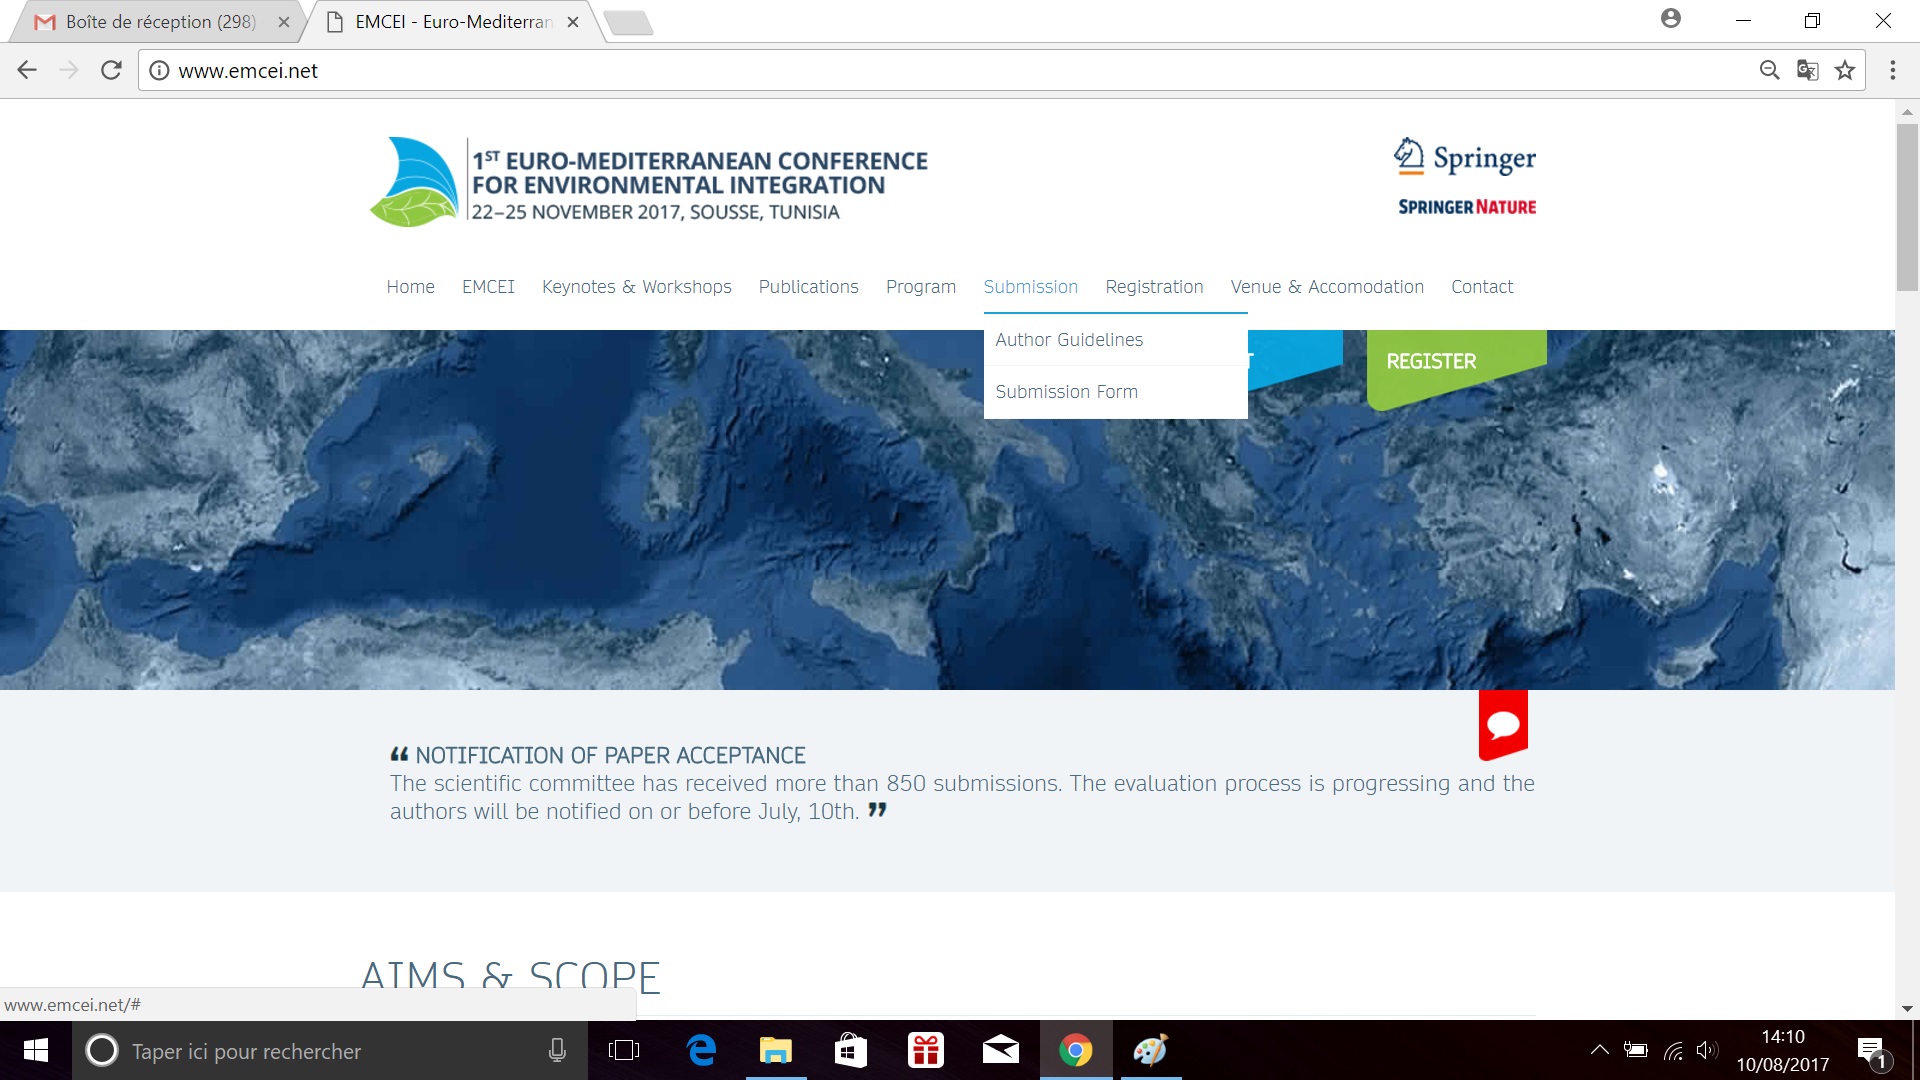 Boîte de réception (298)
EMCEI - Euro-Mediterran
www.emcei.net
1ST EURO-MEDITERRANEAN CONFERENCE
FOR ENVIRONMENTAL INTEGRATION
22–25 NOVEMBER 2017, SOUSSE, TUNISIA
Springer
SPRINGER NATURE
Home EMCEI Keynotes & Workshops Publications Program Submission Registration Venue & Accomodation Contact
Author Guidelines
Submission Form
T
REGISTER
“ NOTIFICATION OF PAPER ACCEPTANCE
The scientific committee has received more than 850 submissions. The evaluation process is progressing and the
authors will be notified on or before July, 10th. ”
AIMS & SCOPE
www.emcei.net/#
Taper ici pour rechercher
14:10
10/08/2017
1